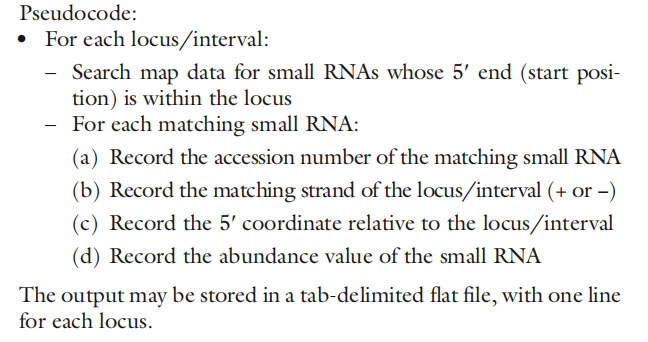 Pseudocode:
• For each locus/interval:
– Search map data for small RNAs whose 5′ end (start posi-
tion) is within the locus
– For each matching small RNA:
(a) Record the accession number of the matching small RNA
(b) Record the matching strand of the locus/interval (+ or −)
(c) Record the 5′ coordinate relative to the locus/interval
(d) Record the abundance value of the small RNA
The output may be stored in a tab-delimited flat file, with one line
for each locus.